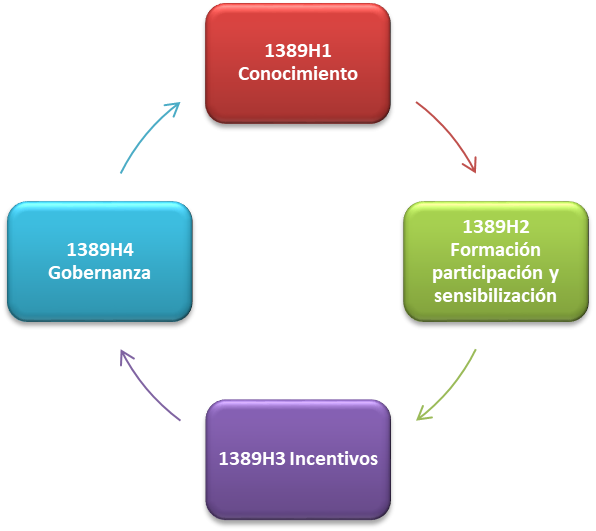 1389H1
Conocimiento
1389H4
Gobernanza
1389H2
Formación
participación y
sensibilización
1389H3 Incentivos